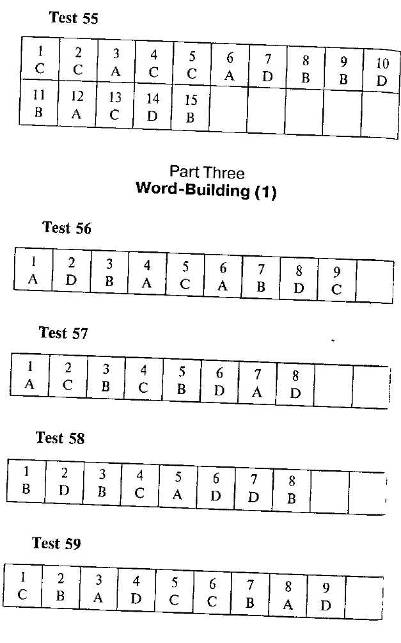 Test 55
1 2 3 4 5 6 7 8 9 10
C C A C C A D B B D
11 12 13 14 15
B A C D B
Part Three
Word-Building (1)
Test 56
1 2 3 4 5 6 7 8 9
A D B A C A B D C
Test 57
1 2 3 4 5 6 7 8
A C B C B D A D
Test 58
1 2 3 4 5 6 7 8
B D B C A D D B
Test 59
1 2 3 4 5 6 7 8 9
C B A D C C B A D